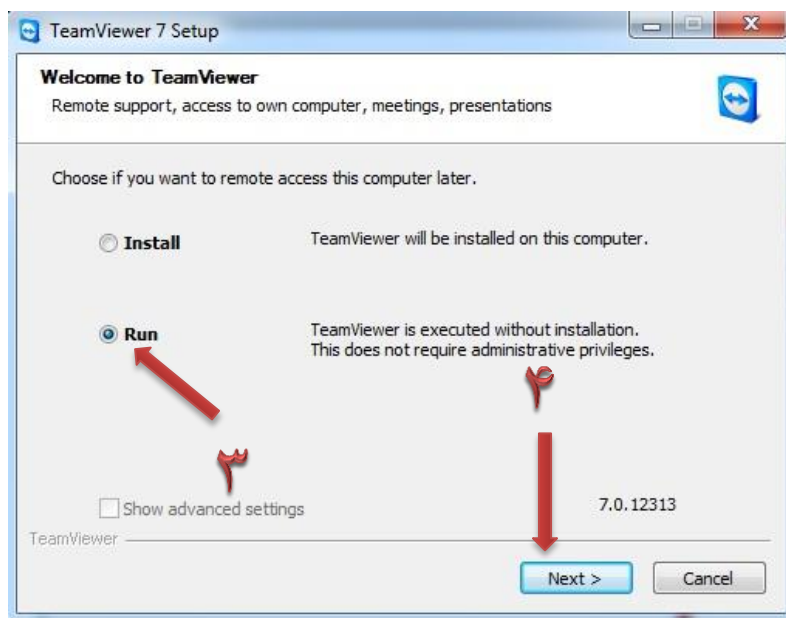 TeamViewer 7 Setup
Welcome to TeamViewer
Remote support, access to own computer, meetings, presentations
Choose if you want to remote access this computer later.
Install
TeamViewer will be installed on this computer.
Run
TeamViewer is executed without installation.
This does not require administrative privileges.
۴
۳
Show advanced settings
7.0.12313
TeamViewer
Next >
Cancel